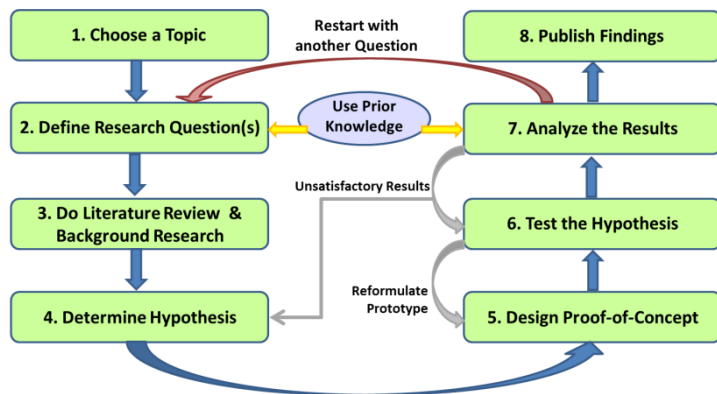 1. Choose a Topic
Restart with
another Question
8. Publish Findings
2. Define Research Question(s)
Use Prior
Knowledge
7. Analyze the Results
Unsatisfactory Results
3. Do Literature Review &
Background Research
6. Test the Hypothesis
4. Determine Hypothesis
Reformulate
Prototype
5. Design Proof-of-Concept